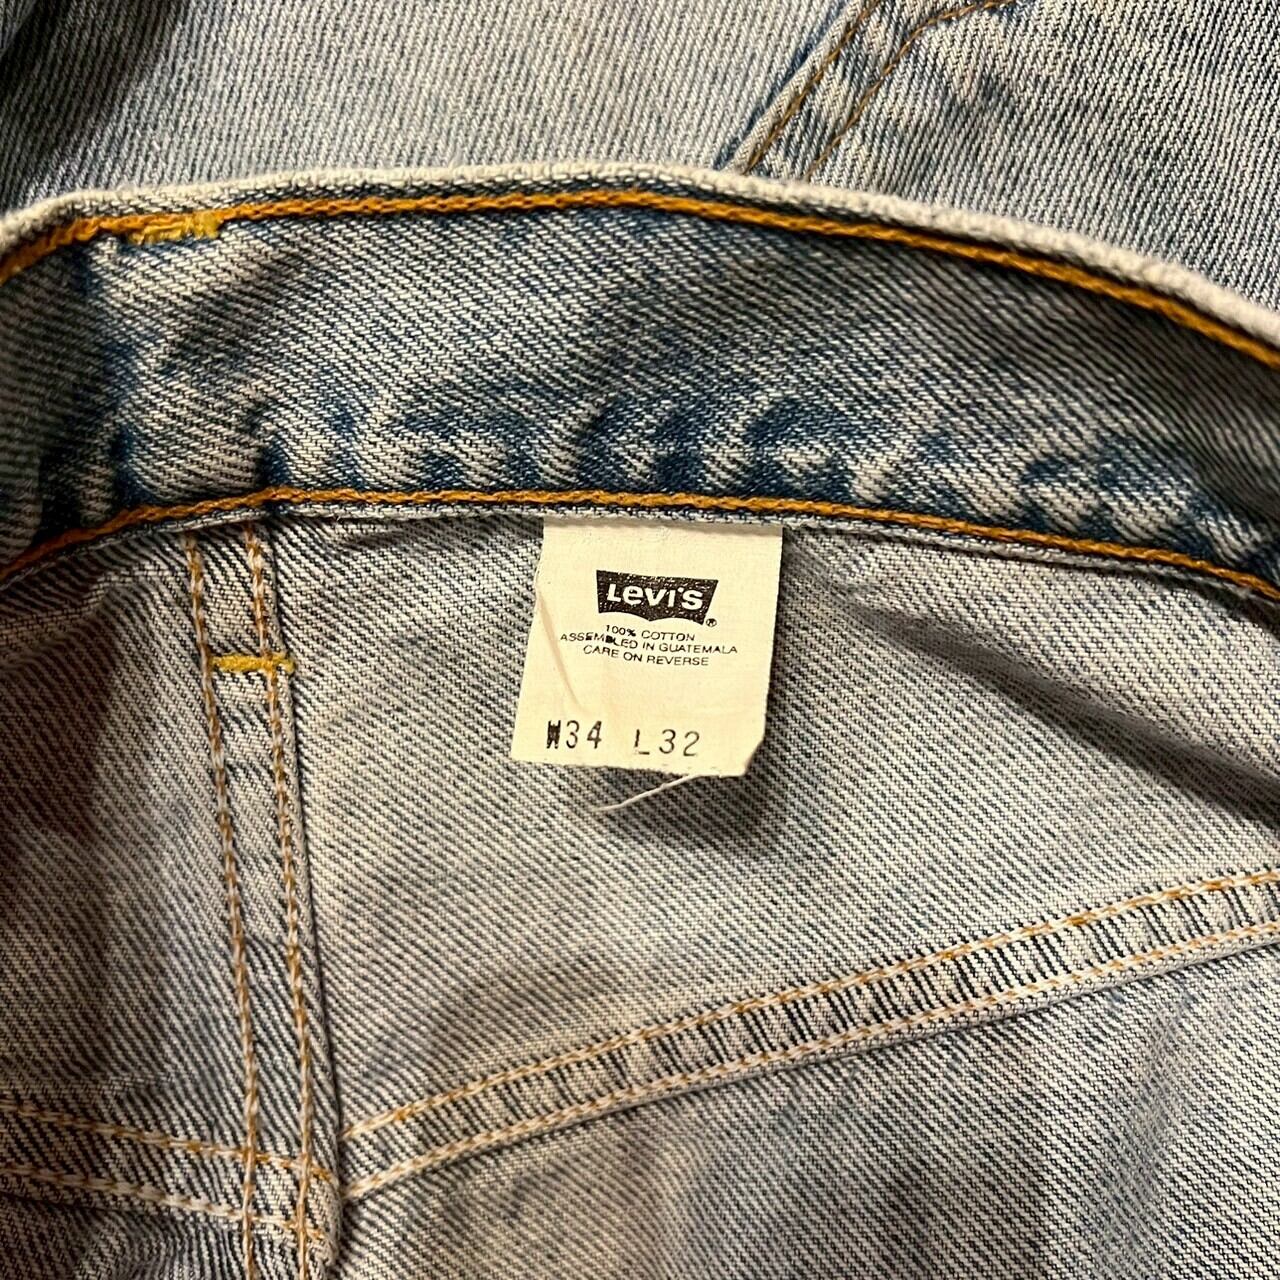 Levi's®
100% COTTON
ASSEMBLED IN GUATEMALA
CARE ON REVERSE
W34 L32